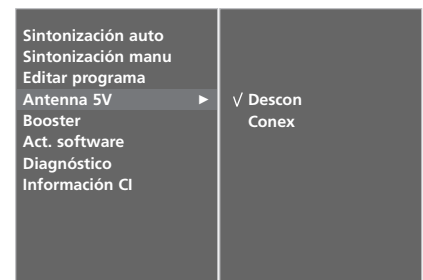 Sintonización auto
Sintonización manu
Editar programa
Antenna 5V ►
Booster
Act. software
Diagnóstico
Información CI
√ Descon
Conex